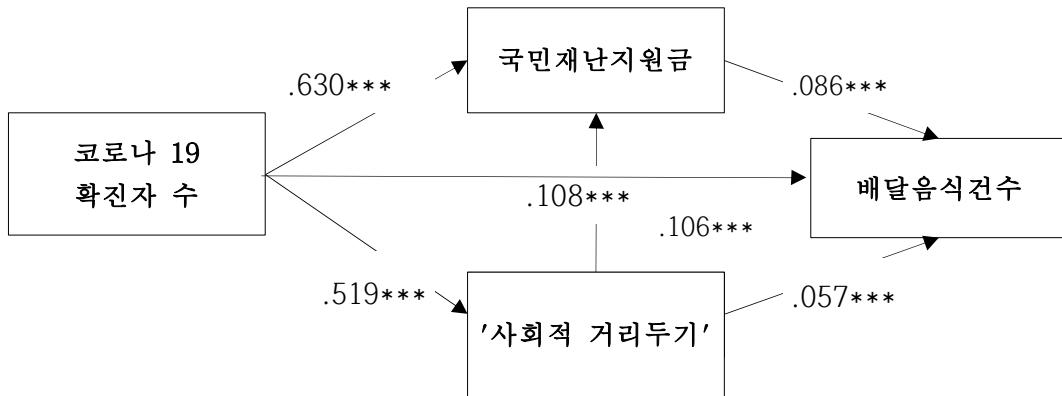 국민재난지원금
.630***
.086***
코로나 19
확진자 수
.108***
배달음식건수
.106***
.519***
'사회적 거리두기'
.057***